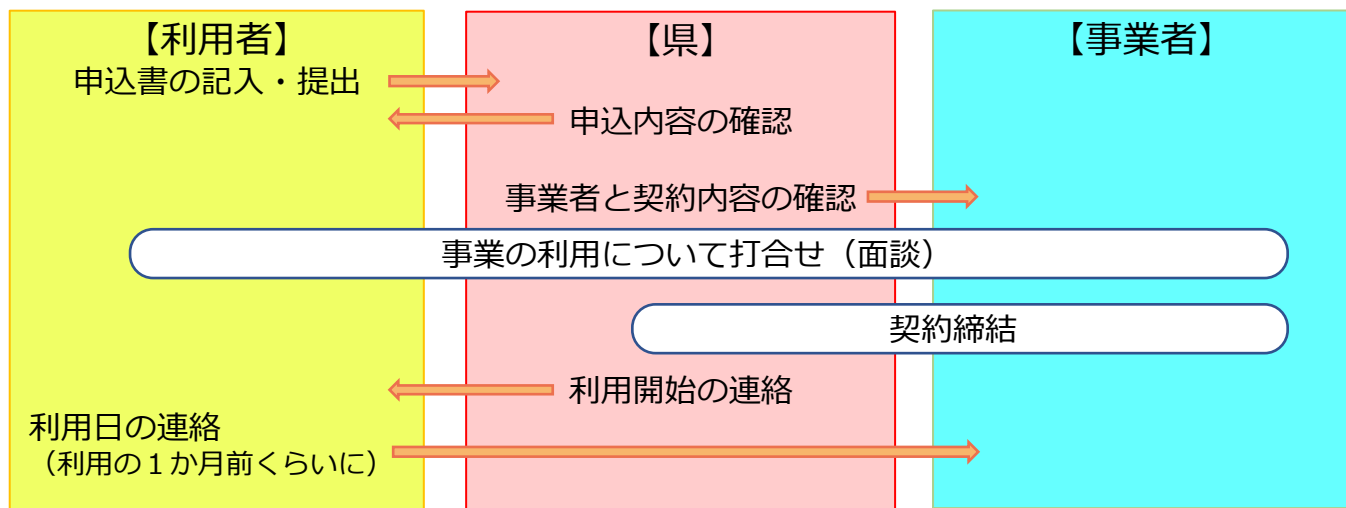 【利用者】
【県】
【事業者】
申込書の記入・提出
申込内容の確認
事業者と契約内容の確認
事業の利用について打合せ（面談）
契約締結
利用開始の連絡
利用日の連絡
（利用の１か月前くらいに）